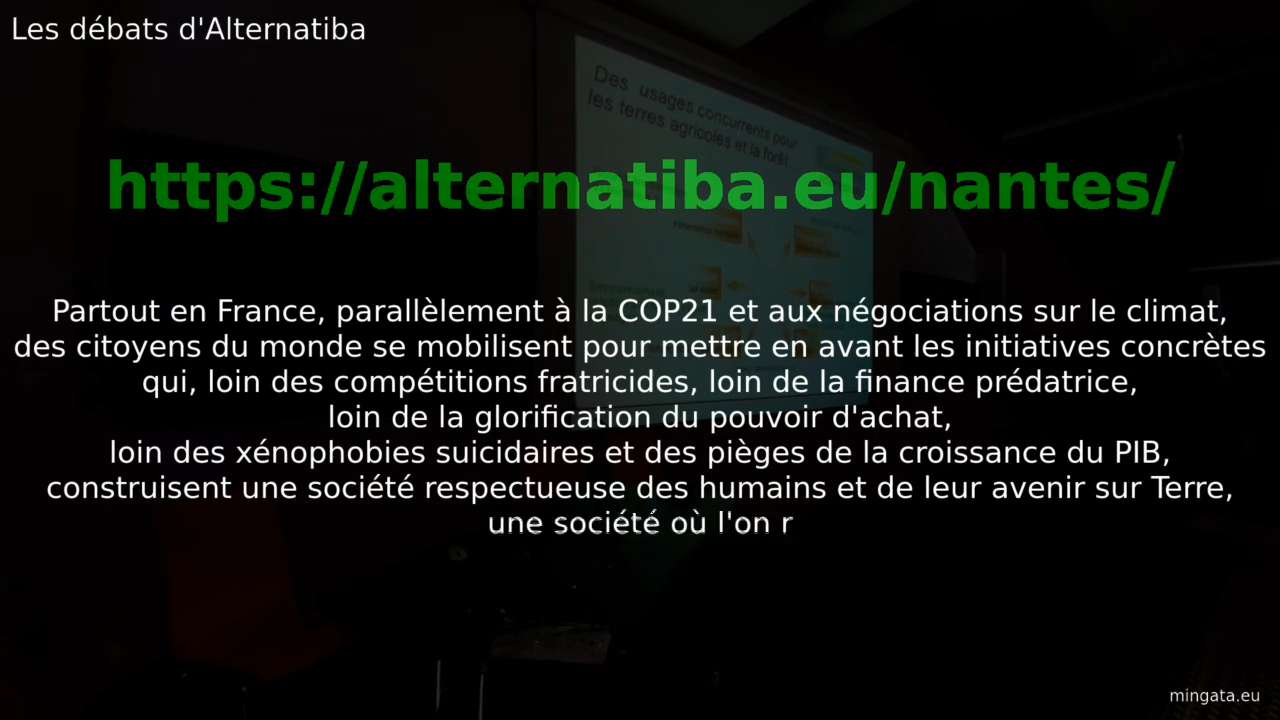 Les débats d'Alternatiba
Des usages concurrents pour
les terres agricoles et la forêt
https://alternatiba.eu/nantes/
Partout en France, parallèlement à la COP21 et aux négociations sur le climat,
des citoyens du monde se mobilisent pour mettre en avant les initiatives concrètes
qui, loin des compétitions fratricides, loin de la finance prédatrice,
loin de la glorification du pouvoir d'achat,
loin des xénophobies suicidaires et des pièges de la croissance du PIB,
construisent une société respectueuse des humains et de leur avenir sur Terre,
une société où l'on r
mingata.eu